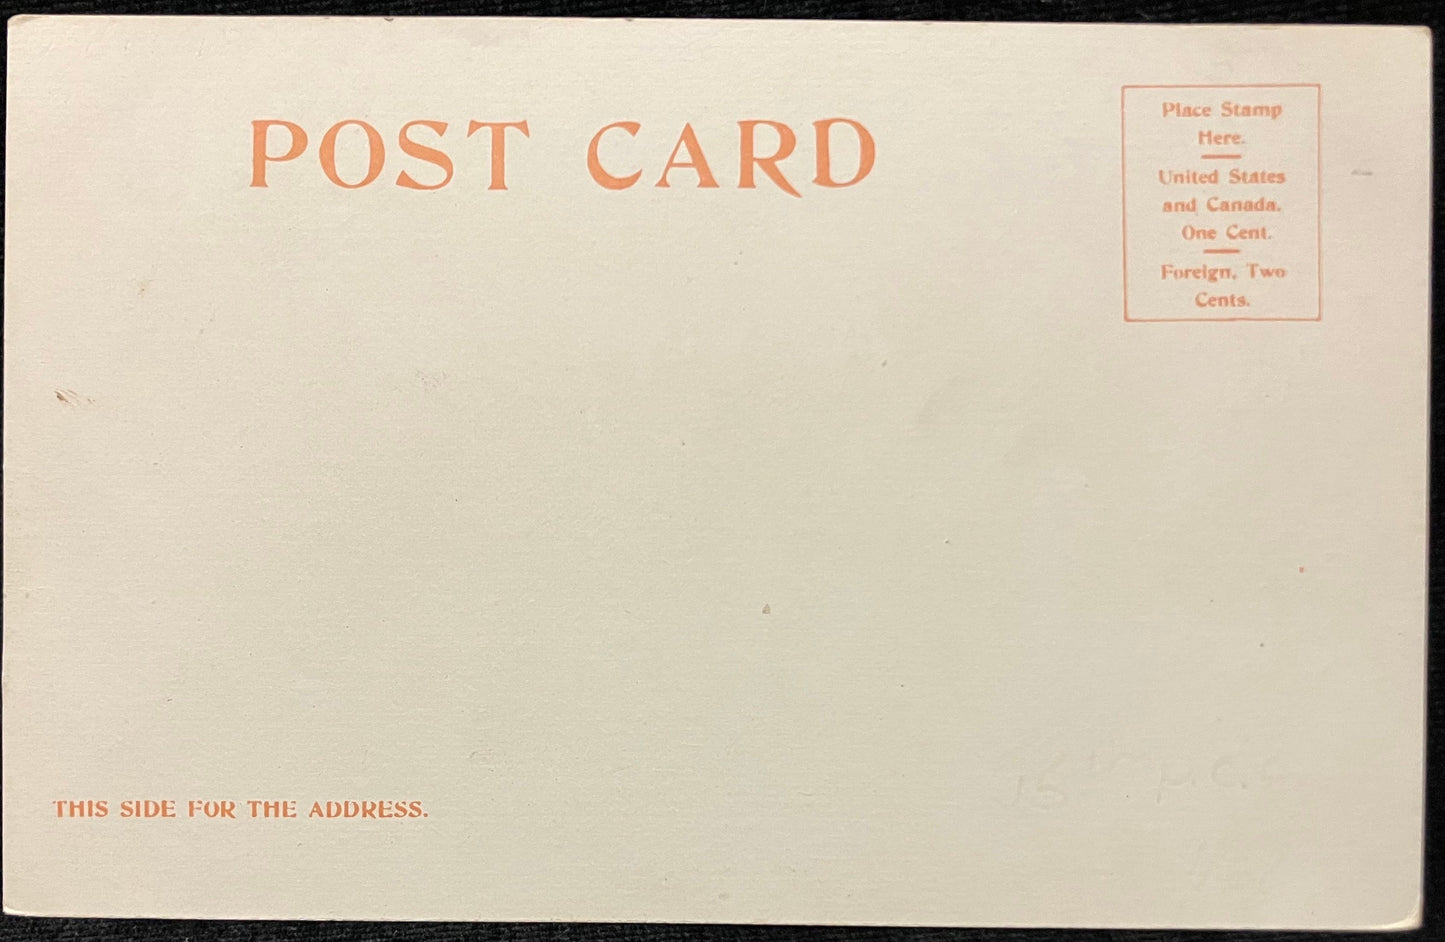 POST CARD
Place Stamp
Here.
United States
and Canada.
One Cent.
Foreign, Two
Cents.
THIS SIDE FOR THE ADDRESS.